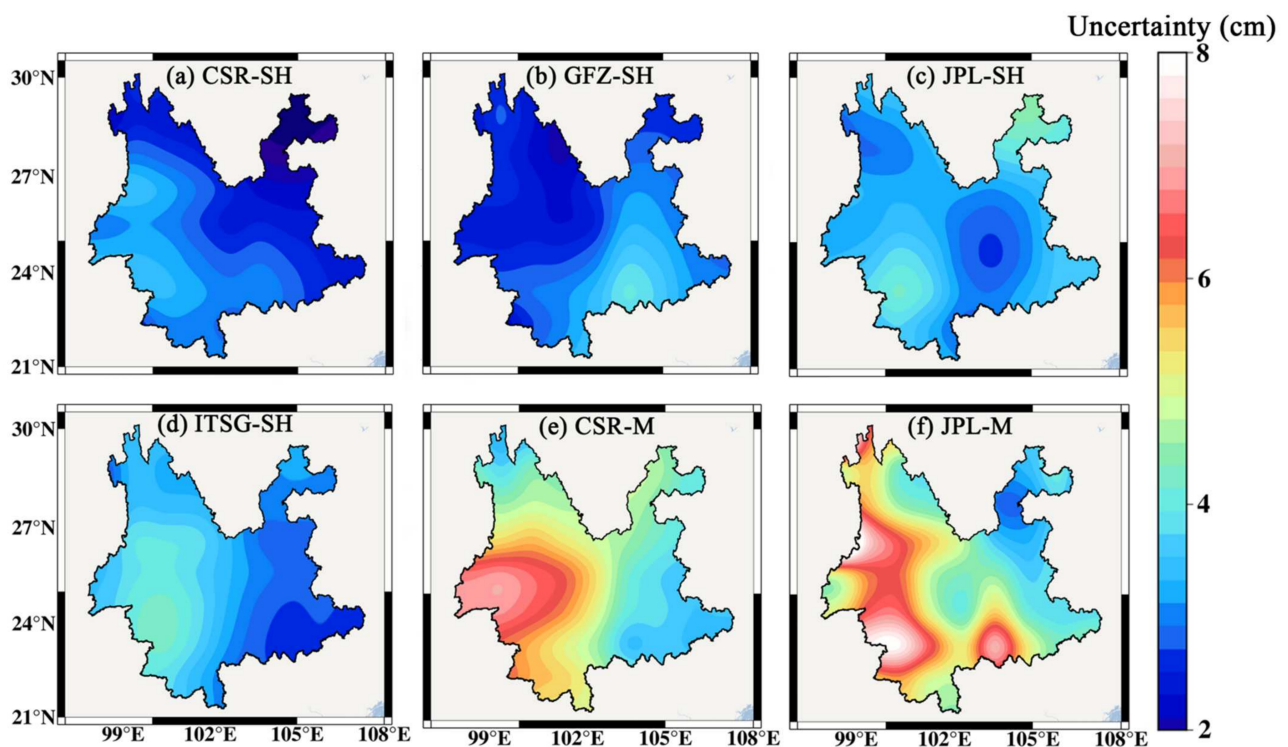 Uncertainty (cm)
(a) CSR-SH
(b) GFZ-SH
(c) JPL-SH
30°N
27°N
24°N
21°N
(d) ITSG-SH
(e) CSR-M
(f) JPL-M
30°N
27°N
24°N
21°N
99°E 102°E 105°E 108°E 99°E 102°E 105°E 108°E 99°E 102°E 105°E 108°E
8
6
4
2